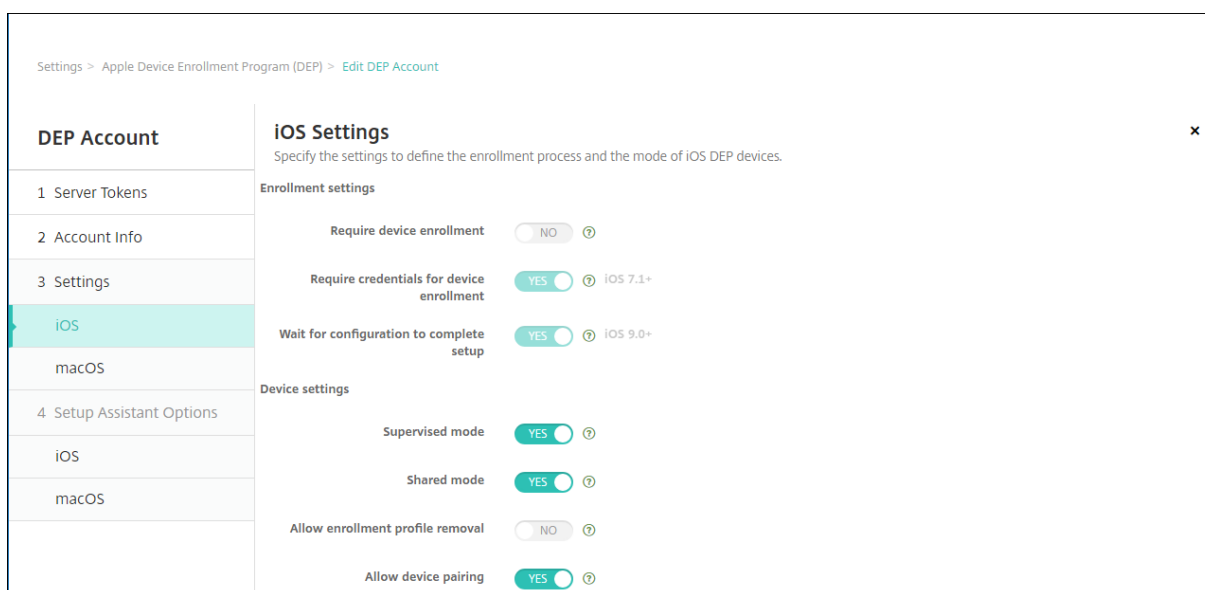 Settings > Apple Device Enrollment Program (DEP) > Edit DEP Account
DEP Account
1 Server Tokens
2 Account Info
3 Settings
iOS
macOS
4 Setup Assistant Options
iOS
macOS
iOS Settings
Specify the settings to define the enrollment process and the mode of iOS DEP devices.
Enrollment settings
Require device enrollment NO ?
Require credentials for device YES ? iOS 7.1+
enrollment
Wait for configuration to complete YES ? iOS 9.0+
setup
Device settings
Supervised mode YES ?
Shared mode YES ?
Allow enrollment profile removal NO ?
Allow device pairing YES ?